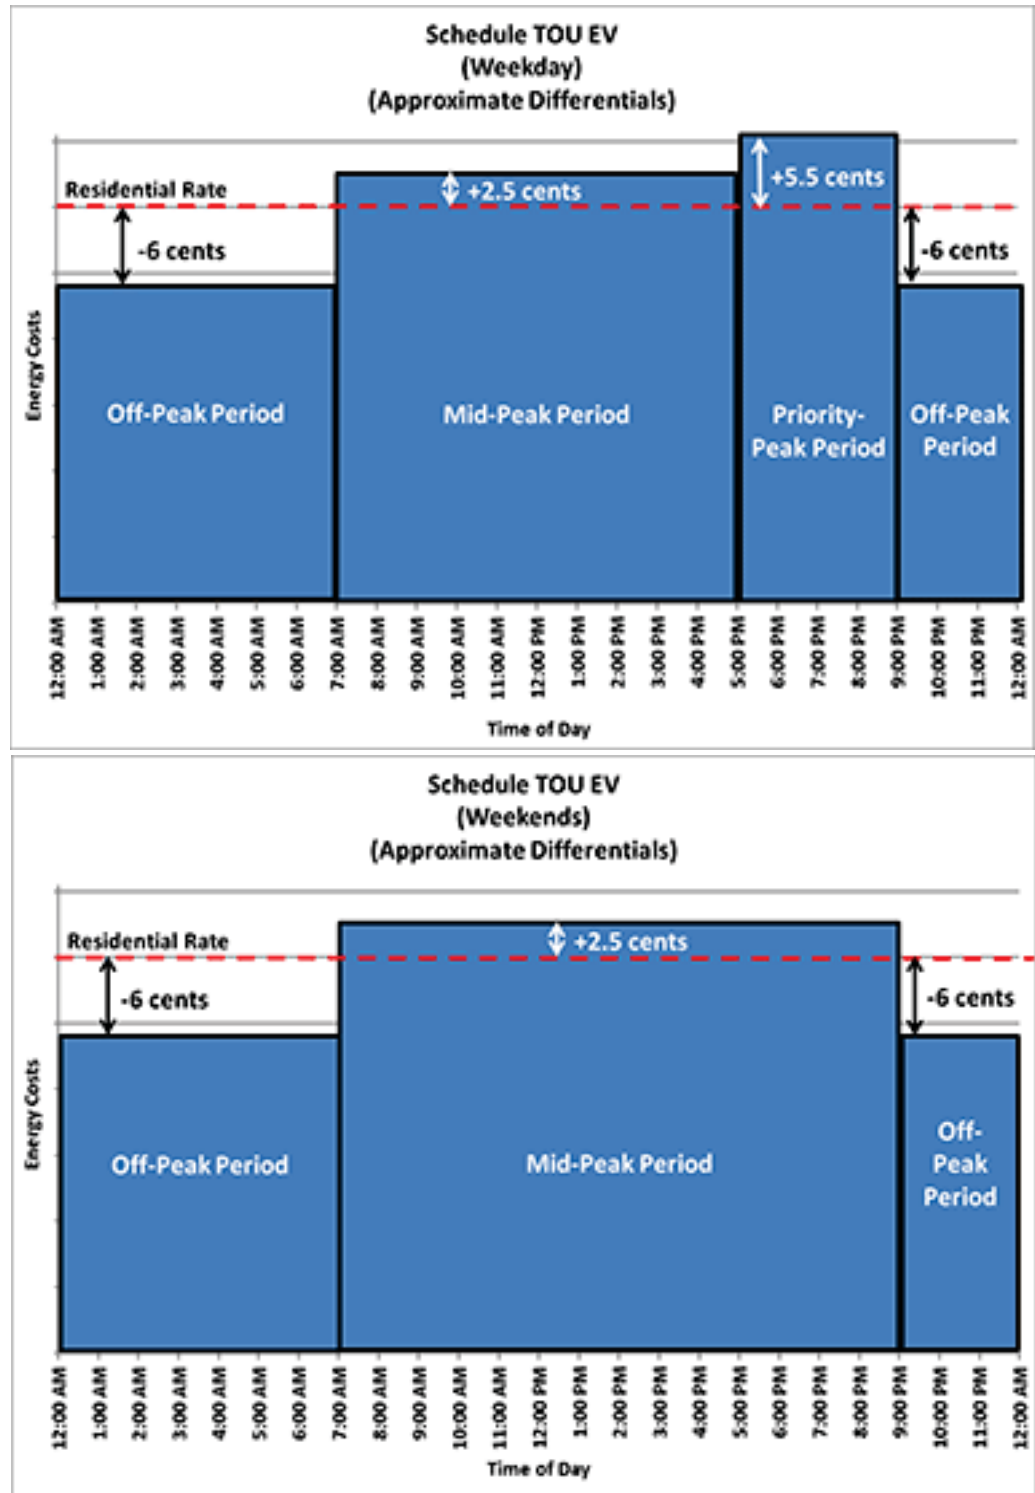 Schedule TOU EV
(Weekday)
(Approximate Differentials)
Residential Rate
+2.5 cents
+5.5 cents
-6 cents
-6 cents
Energy Costs
Off-Peak Period
Mid-Peak Period
Priority-
Peak Period
Off-Peak
Period
12:00 AM
1:00 AM
2:00 AM
3:00 AM
4:00 AM
5:00 AM
6:00 AM
7:00 AM
8:00 AM
9:00 AM
10:00 AM
11:00 AM
12:00 PM
1:00 PM
2:00 PM
3:00 PM
4:00 PM
5:00 PM
6:00 PM
7:00 PM
8:00 PM
9:00 PM
10:00 PM
11:00 PM
12:00 AM
Time of Day
Schedule TOU EV
(Weekends)
(Approximate Differentials)
Residential Rate
+2.5 cents
-6 cents
-6 cents
Energy Costs
Off-Peak Period
Mid-Peak Period
Off-
Peak
Period
12:00 AM
1:00 AM
2:00 AM
3:00 AM
4:00 AM
5:00 AM
6:00 AM
7:00 AM
8:00 AM
9:00 AM
10:00 AM
11:00 AM
12:00 PM
1:00 PM
2:00 PM
3:00 PM
4:00 PM
5:00 PM
6:00 PM
7:00 PM
8:00 PM
9:00 PM
10:00 PM
11:00 PM
12:00 AM
Time of Day